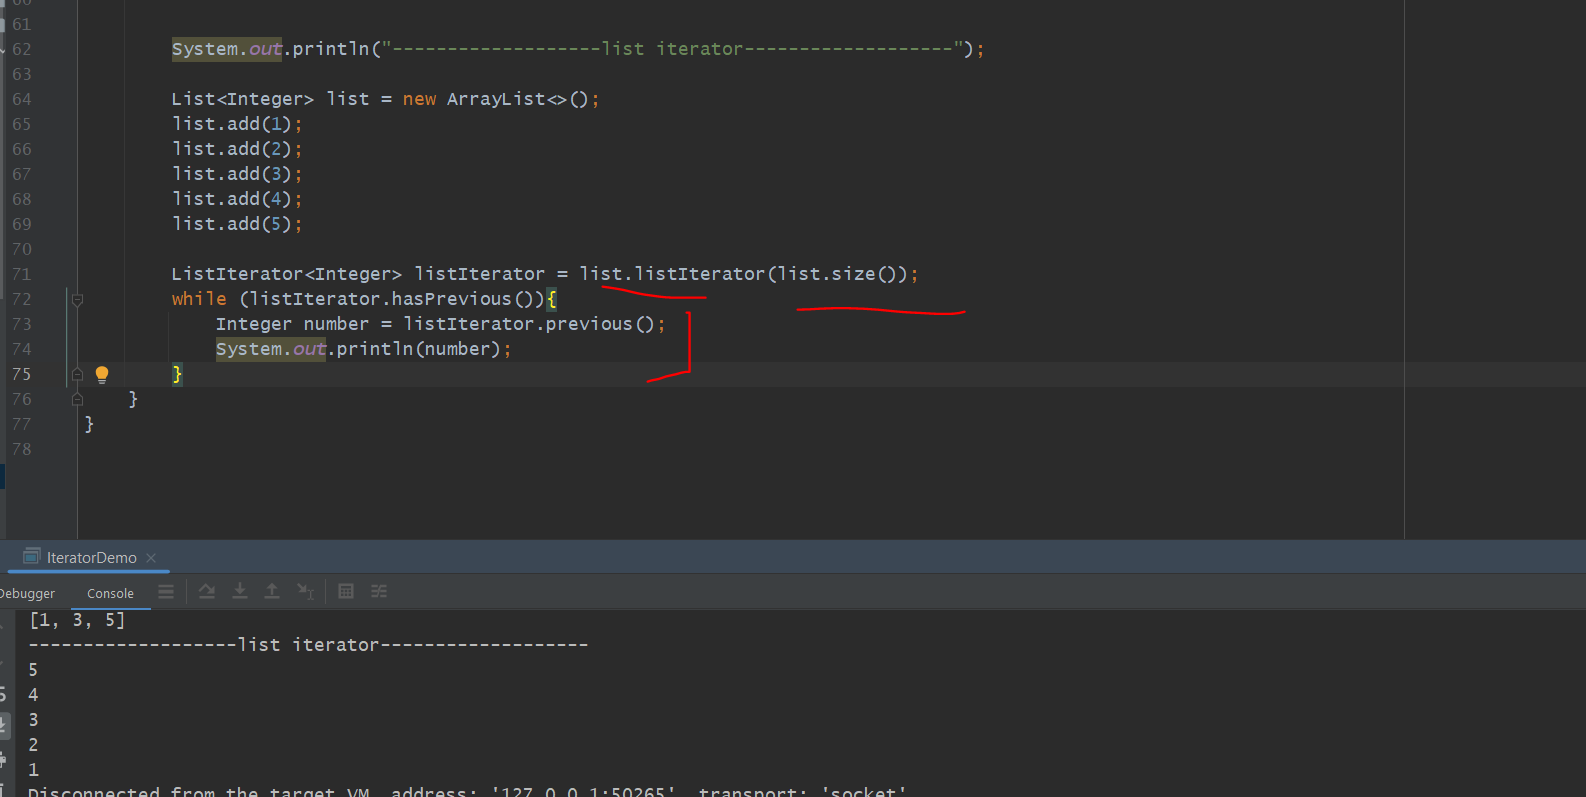 60
61
62 System.out.println("-------------------list iterator-------------------");
63
64 List<Integer> list = new ArrayList<>();
65 list.add(1);
66 list.add(2);
67 list.add(3);
68 list.add(4);
69 list.add(5);
70
71 ListIterator<Integer> listIterator = list.listIterator(list.size());
72 while (listIterator.hasPrevious()){
73 Integer number = listIterator.previous();
74 System.out.println(number);
75 }
76 }
77 }
78
IteratorDemo
Debugger Console
[1, 3, 5]
-------------------list iterator-------------------
5
4
3
2
1
Disconnected from the target VM, address: '127.0.0.1:50265', transport: 'socket'